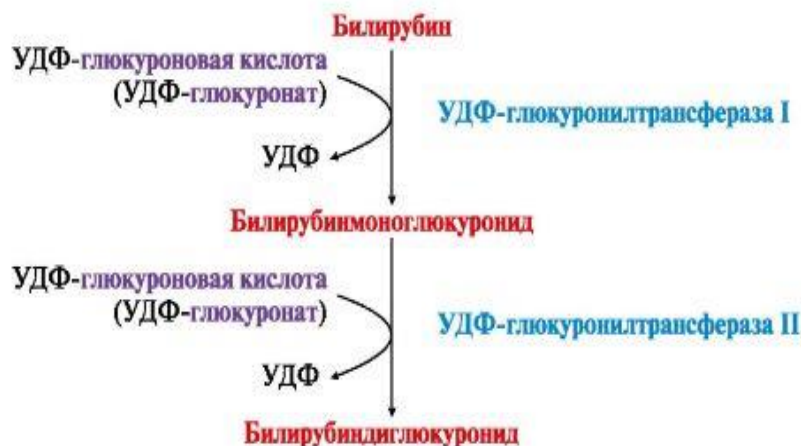 Билирубин
УДФ-глюкуроновая кислота
(УДФ-глюкуронат)
УДФ-глюкуронилтрансфераза I
УДФ
Билирубинмоноглюкуронид
УДФ-глюкуроновая кислота
(УДФ-глюкуронат)
УДФ-глюкуронилтрансфераза II
УДФ
Билирубиндиглюкуронид